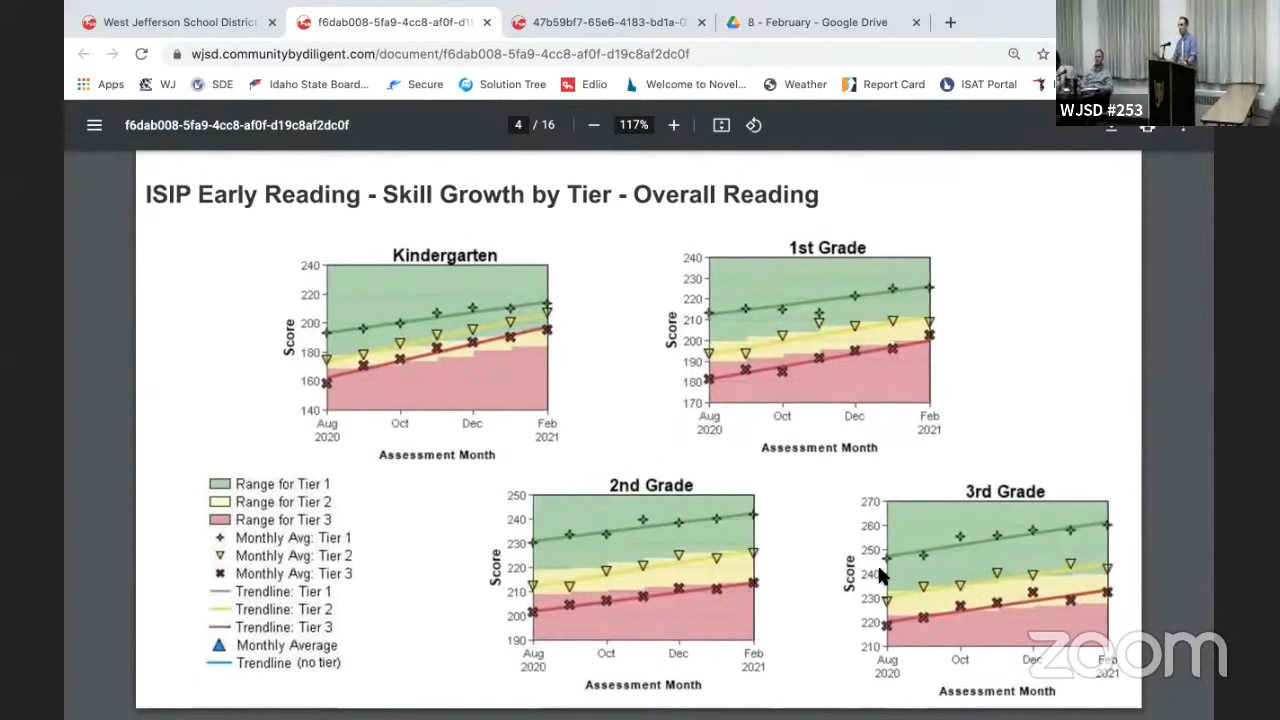 West Jefferson School District
f6dab008-5fa9-4cc8-af0f-d1
47b59bf7-65e6-4183-bd1a-0
8 - February - Google Drive
wjsd.communitybydiligent.com/document/f6dab008-5fa9-4cc8-af0f-d19c8af2dc0f
Apps WJ SDE Idaho State Board... Secure Solution Tree Edlio Welcome to Novel... Weather Report Card ISAT Portal
WJSD #253
f6dab008-5fa9-4cc8-af0f-d19c8af2dc0f
4 / 16
117%
ISIP Early Reading - Skill Growth by Tier - Overall Reading
Kindergarten
240
220
200
180
160
140
Score
Aug Oct Dec Feb
2020 2021
Assessment Month
1st Grade
240
230
220
210
200
190
180
170
Score
Aug Oct Dec Feb
2020 2021
Assessment Month
Range for Tier 1
Range for Tier 2
Range for Tier 3
Monthly Avg: Tier 1
Monthly Avg: Tier 2
Monthly Avg: Tier 3
Trendline: Tier 1
Trendline: Tier 2
Trendline: Tier 3
Monthly Average
Trendline (no tier)
2nd Grade
250
240
230
220
210
200
190
Score
Aug Oct Dec Feb
2020 2021
Assessment Month
3rd Grade
270
260
250
240
230
220
210
Score
Aug Oct Dec Feb
2020 2021
Assessment Month
zoom